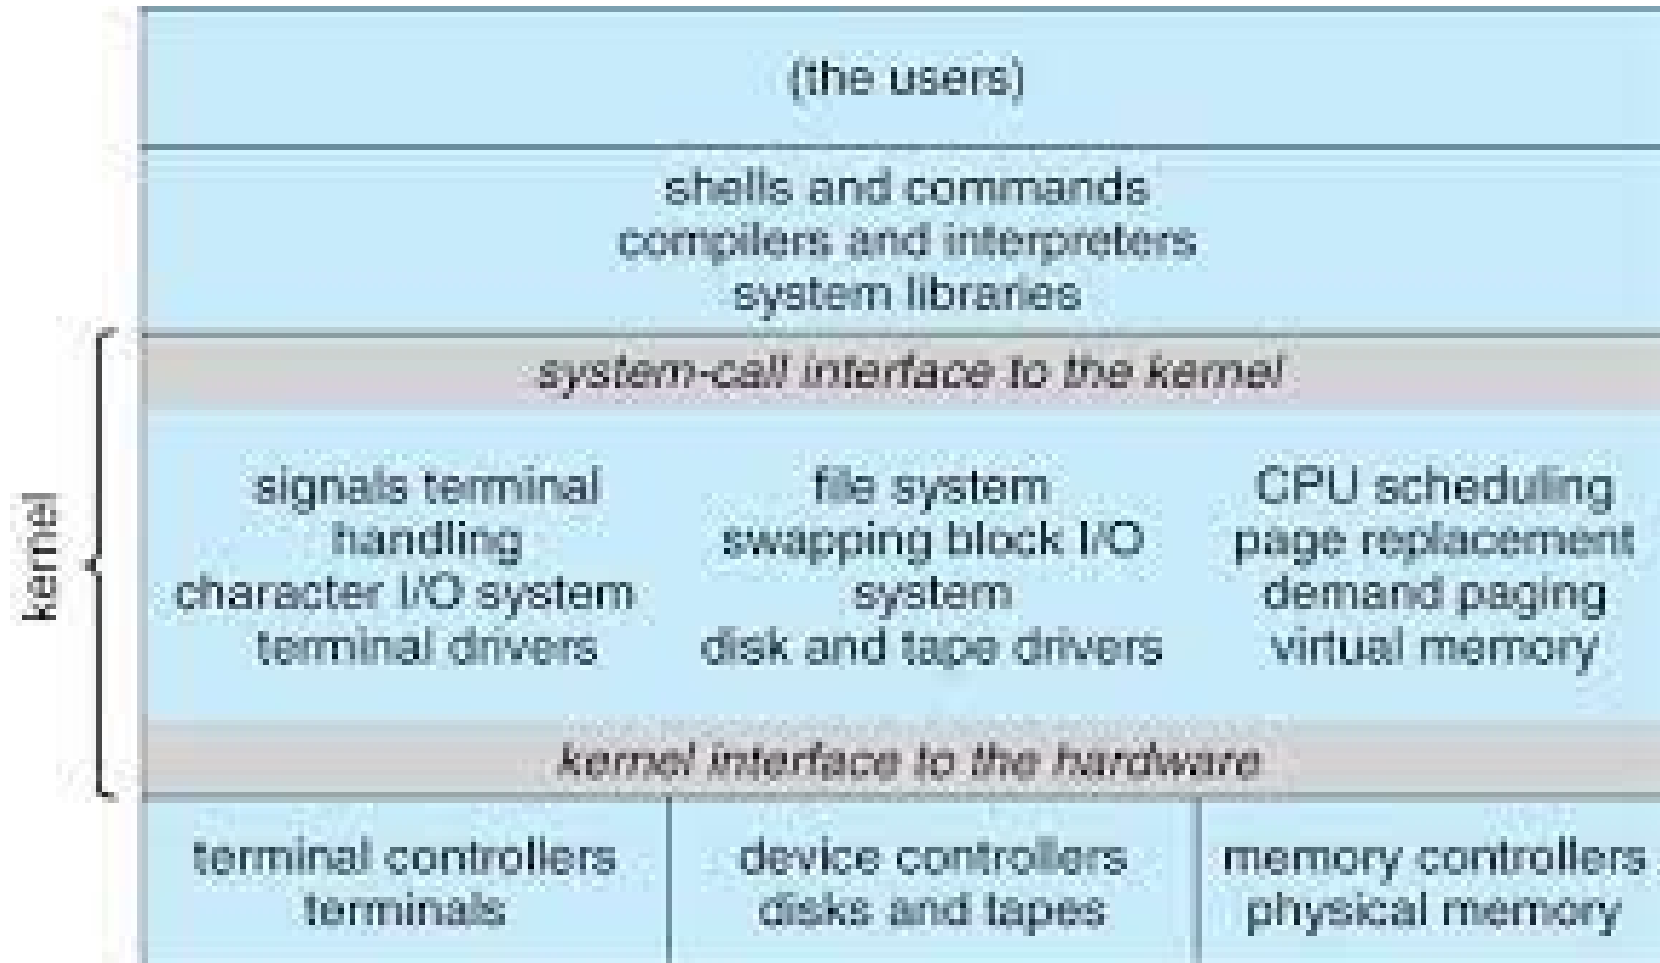 (the users)
shells and commands
compilers and interpreters
system libraries
system-call interface to the kernel
kernel
signals terminal
handling
character I/O system
terminal drivers
file system
swapping block I/O
system
disk and tape drivers
CPU scheduling
page replacement
demand paging
virtual memory
kernel interface to the hardware
terminal controllers
terminals
device controllers
disks and tapes
memory controllers
physical memory